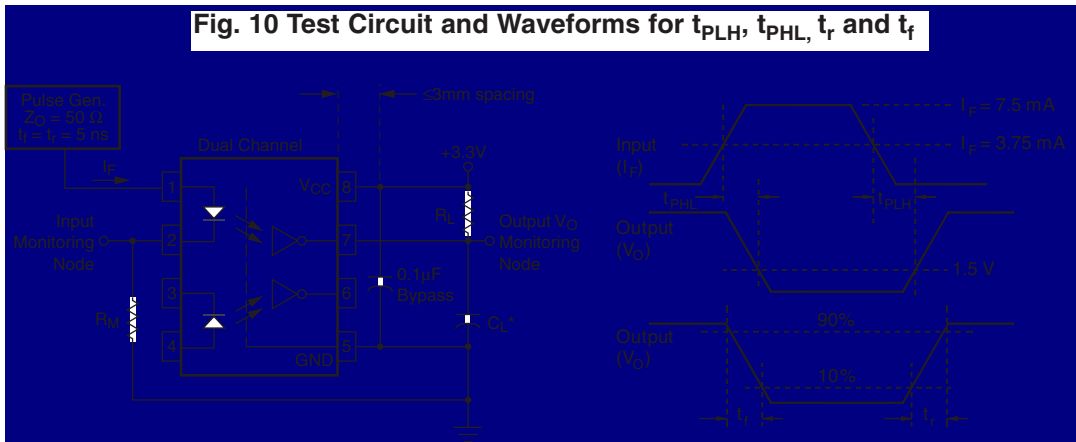 Fig. 10 Test Circuit and Waveforms for tPLH, tPHL, tr and tf
Pulse Gen.
ZO = 50 Ω
tf = tr = 5 ns
≤3mm spacing
Dual Channel
+3.3V
IF
1
VCC
8
RL
Input
Monitoring
Node
2
7
Output VO
Monitoring
Node
3
6
0.1µF
Bypass
RM
CL*
4
GND
5
IF = 7.5 mA
Input
(IF)
IF = 3.75 mA
tPHL
tPLH
Output
(VO)
1.5 V
90%
Output
(VO)
10%
tf
tr